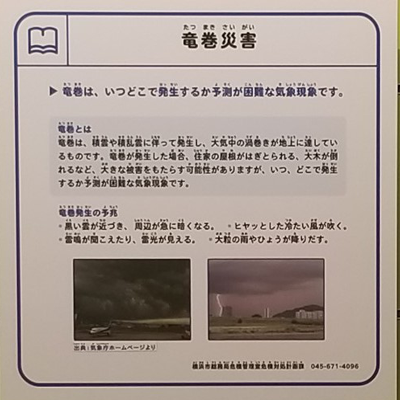 竜巻災害
▶ 竜巻は、いつどこで発生するか予測が困難な気象現象です。
竜巻とは
竜巻は、積雲や積乱雲に伴って発生し、大気中の渦巻きが地上に達して
いるものです。竜巻が発生した場合、住家の屋根がはぎとられる、大木が倒
れるなど、大きな被害をもたらす可能性がありますが、いつ、どこで発生
するか予測が困難な気象現象です。
竜巻発生の予兆
・黒い雲が近づき、周辺が急に暗くなる。・ヒヤッとした冷たい風が吹く。
・雷鳴が聞こえたり、雷光が見える。・大粒の雨やひょうが降りだす。
出典:気象庁ホームページより
横浜市総務局危機管理室危機対処計画課 045-671-4096